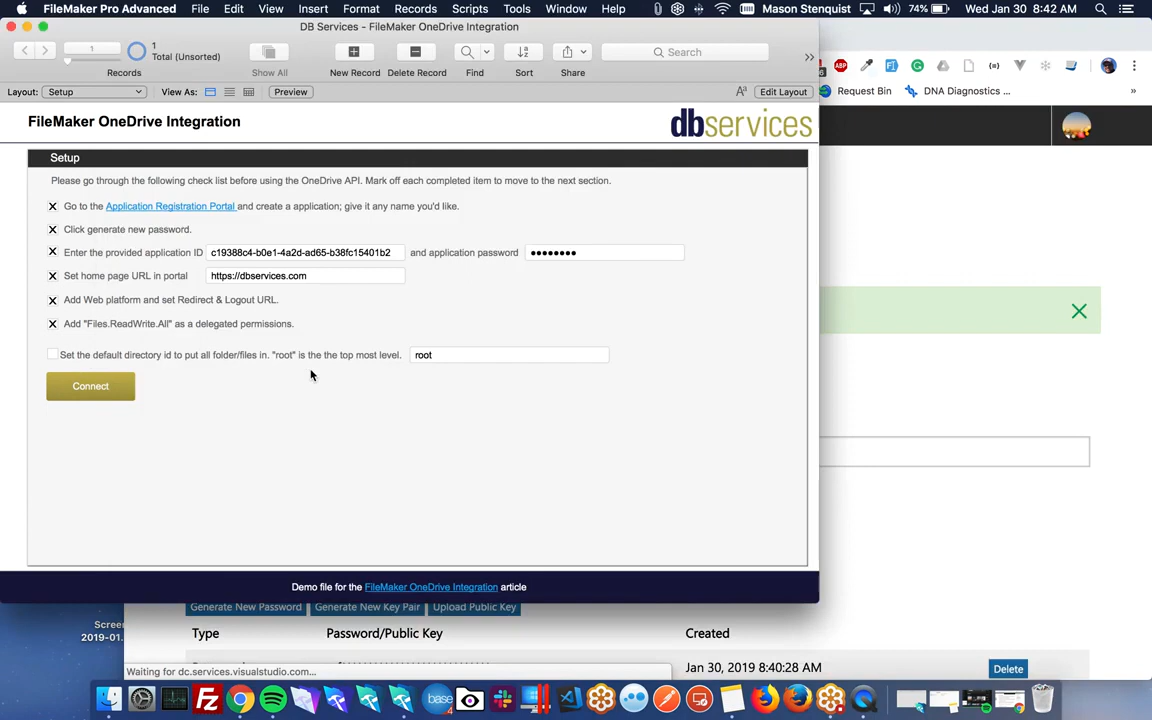 FileMaker Pro Advanced File Edit View Insert Format Records Scripts Tools Window Help 74% Mason Stenquist Wed Jan 30 8:42 AM
DB Services - FileMaker OneDrive Integration
1
1
Total (Unsorted)
Search
Records Show All New Record Delete Record Find Sort Share
ABP
Request Bin DNA Diagnostics ... »
Layout: Setup View As: Preview Edit Layout
FileMaker OneDrive Integration
dbservices
Setup
Please go through the following check list before using the OneDrive API. Mark off each completed item to move to the next section.
Go to the Application Registration Portal and create a application; give it any name you'd like.
Click generate new password.
Enter the provided application ID c19388c4-b0e1-4a2d-ad65-b38fc15401b2 and application password ••••••••
Set home page URL in portal https://dbservices.com
Add Web platform and set Redirect & Logout URL.
Add "Files.ReadWrite.All" as a delegated permissions.
Set the default directory id to put all folder/files in. "root" is the the top most level. root
Connect
Demo file for the FileMaker OneDrive Integration article
Generate New Password Generate New Key Pair Upload Public Key
Scree
2019-01.
Type Password/Public Key Created
Jan 30, 2019 8:40:28 AM Delete
Waiting for dc.services.visualstudio.com...
base